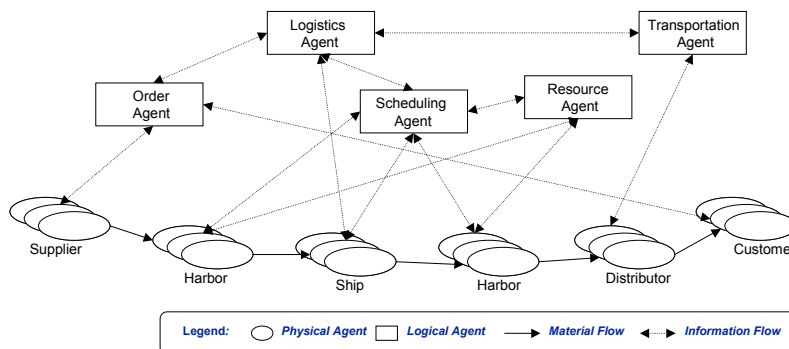 Logistics
Agent
Transportation
Agent
Order
Agent
Scheduling
Agent
Resource
Agent
Supplier
Harbor
Ship
Harbor
Distributor
Custome
Legend: Physical Agent Logical Agent Material Flow Information Flow